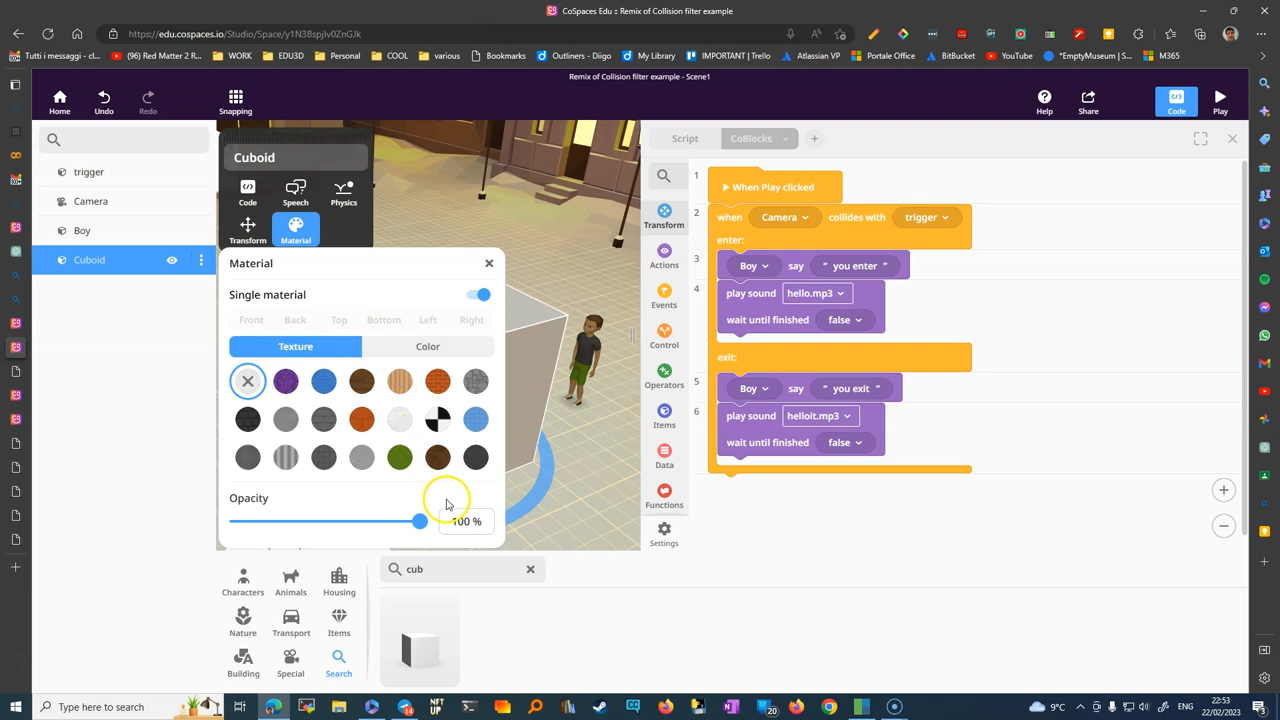 CoSpaces Edu :: Remix of Collision filter example
https://edu.cospaces.io/Studio/Space/y1N3BspjIv0ZnGJk
Tutti i messaggi - cl...
(96) Red Matter 2 R...
WORK
EDU3D
Personal
COOL
various
Bookmarks
Outliners - Diigo
My Library
IMPORTANT | Trello
Atlassian VP
Portale Office
BitBucket
YouTube
*EmptyMuseum | S...
M365
Remix of Collision filter example - Scene1
Home
Undo
Redo
Snapping
Help
Share
Code
Play
trigger
Camera
Boy
Cuboid
Cuboid
Code
Speech
Physics
Transform
Material
Material
Single material
Front
Back
Top
Bottom
Left
Right
Texture
Color
Opacity
100 %
Script
CoBlocks
Transform
Actions
Events
Control
Operators
Items
Data
Functions
Settings
1
When Play clicked
2
when Camera collides with trigger
enter:
3
Boy say “ you enter ”
4
play sound hello.mp3
wait until finished false
exit:
5
Boy say “ you exit ”
6
play sound helloit.mp3
wait until finished false
cub
Characters
Animals
Housing
Nature
Transport
Items
Building
Special
Search
Type here to search
14
20
9°C
ENG
22:53
22/02/2023